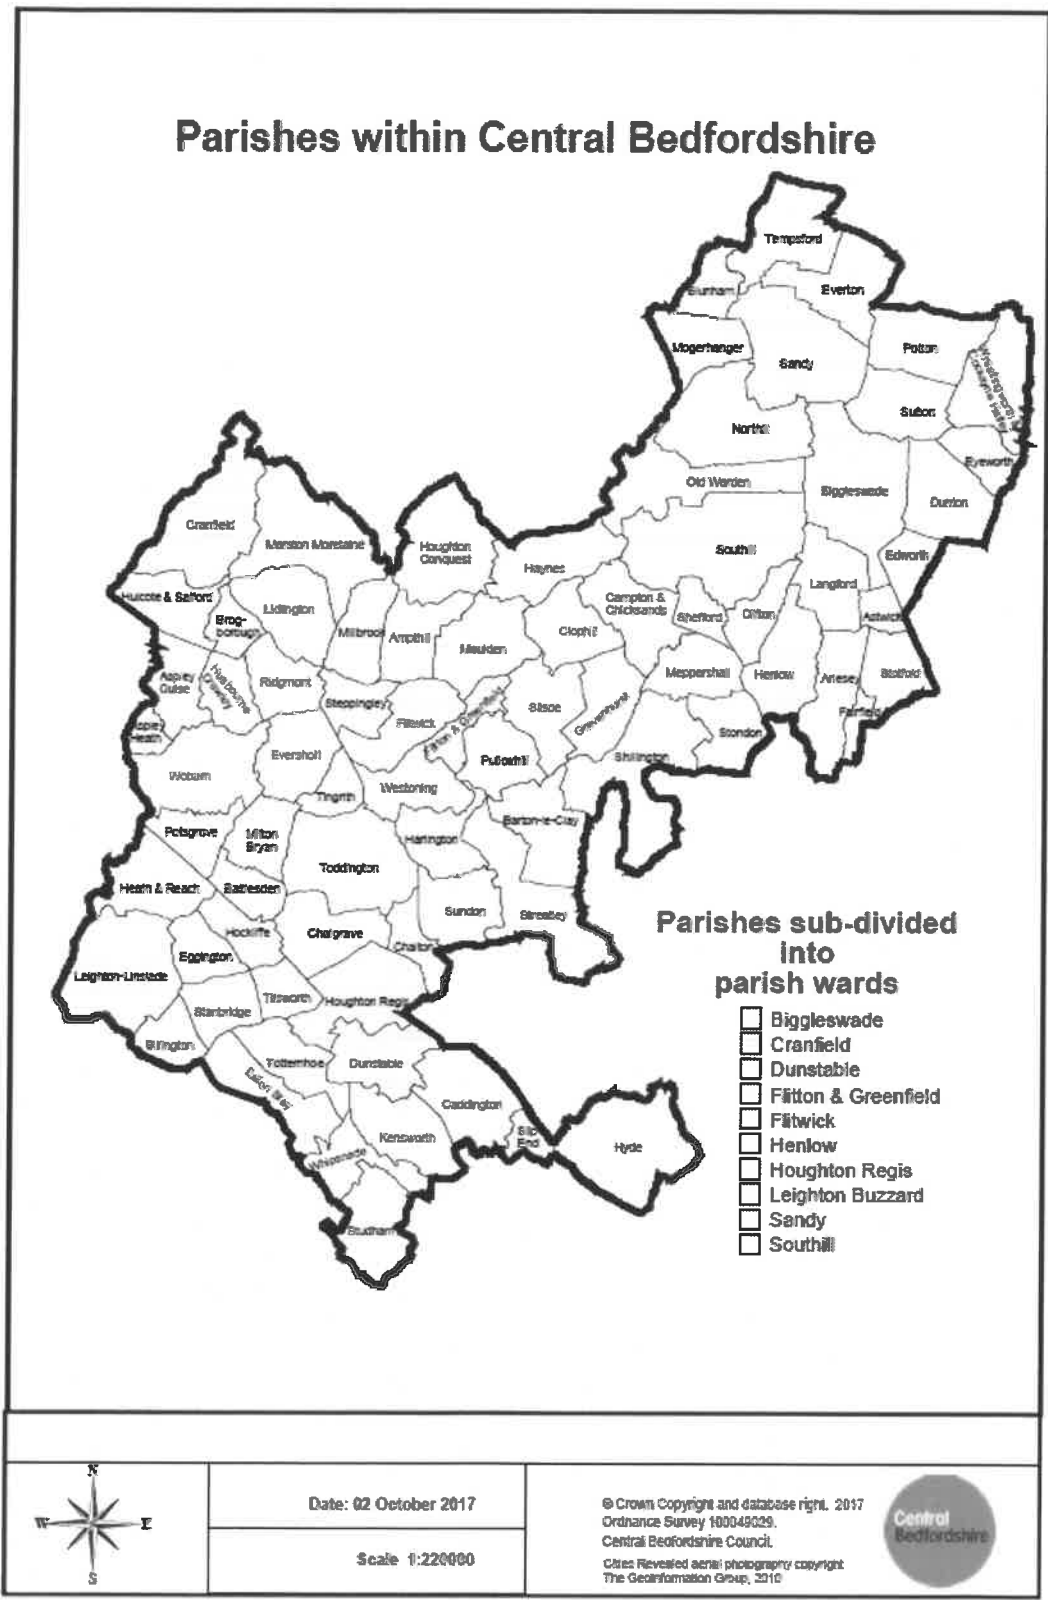 Parishes within Central Bedfordshire
Tempsford
Blunham
Everton
Mogerhanger
Sandy
Potton
Sutton
Northill
Eyeworth
Old Warden
Biggleswade
Dunton
Cranfield
Marston Moretaine
Houghton
Conquest
Haynes
Southill
Edworth
Langford
Hulcote & Salford
Lidlington
Brog-
borough
Millbrook
Ampthill
Maulden
Clophill
Campton &
Chicksands
Shefford
Clifton
Astwick
Aspley
Guise
Husborne
Crawley
Ridgmont
Steppingley
Flitwick
Flitton & Greenfield
Silsoe
Gravenhurst
Meppershall
Henlow
Arlesey
Stotfold
Fairfield
Aspley
Heath
Woburn
Eversholt
Tingrith
Westoning
Pulloxhill
Shillington
Stondon
Potsgrove
Milton
Bryan
Toddington
Harlington
Barton-le-Clay
Heath & Reach
Battlesden
Hockliffe
Chalgrave
Sundon
Streatley
Chalton
Leighton-Linslade
Eggington
Stanbridge
Tilsworth
Houghton Regis
Billington
Totternhoe
Eaton Bray
Dunstable
Caddington
Kensworth
Slip
End
Hyde
Whipsnade
Studham
Parishes sub-divided
into
parish wards
Biggleswade
Cranfield
Dunstable
Flitton & Greenfield
Flitwick
Henlow
Houghton Regis
Leighton Buzzard
Sandy
Southill
N
W
E
S
Date: 02 October 2017
Scale 1:220000
© Crown Copyright and database right. 2017
Ordnance Survey 100049029.
Central Bedfordshire Council.
Cities Revealed aerial photography copyright
The GeoInformation Group, 2010
Central
Bedfordshire